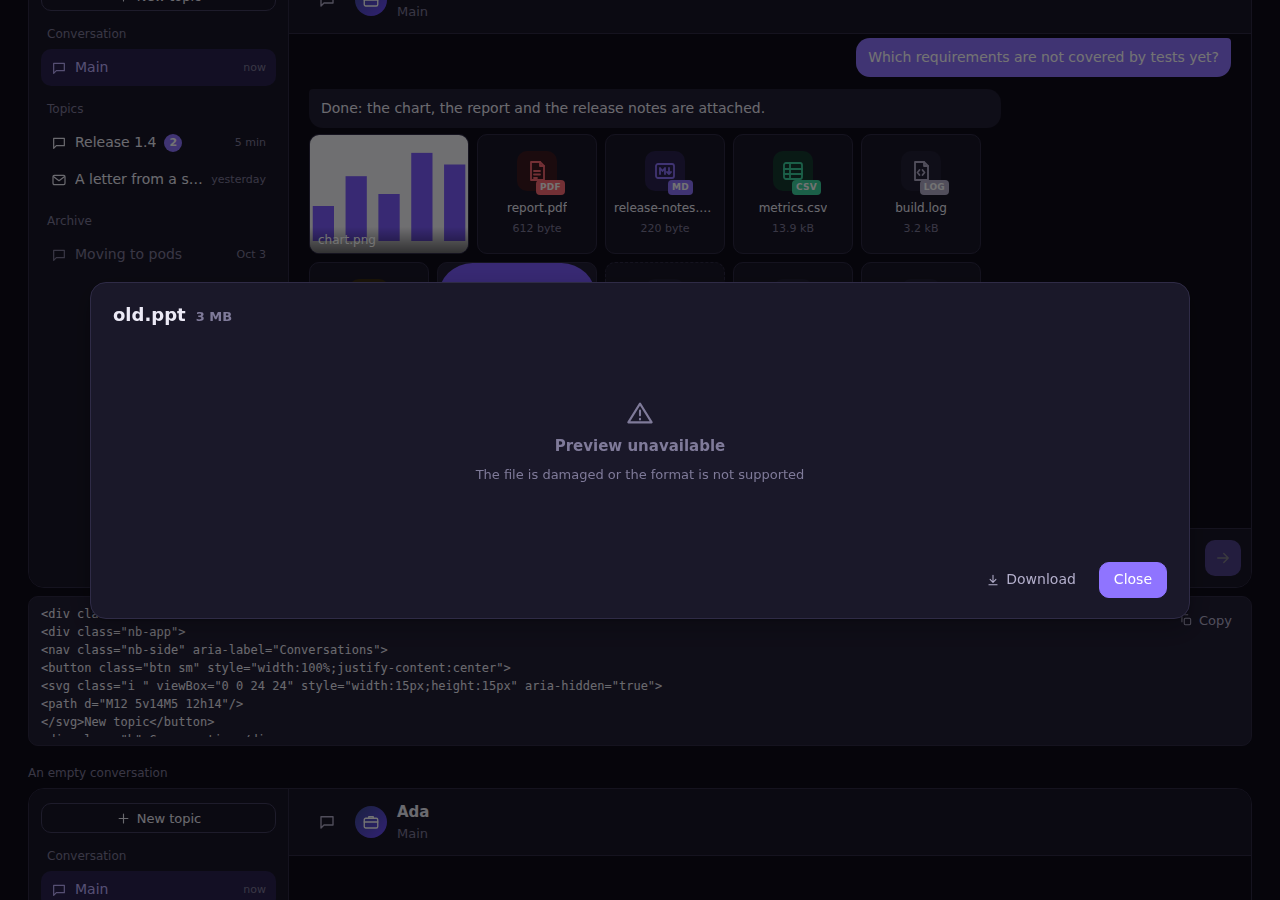 Main
Conversation
Main now
Topics
Release 1.4 2 5 min
A letter from a s... yesterday
Archive
Moving to pods Oct 3
Which requirements are not covered by tests yet?
Done: the chart, the report and the release notes are attached.
chart.png
PDF
report.pdf
612 byte
MD
release-notes....
220 byte
CSV
metrics.csv
13.9 kB
LOG
build.log
3.2 kB
old.ppt 3 MB
Preview unavailable
The file is damaged or the format is not supported
Download
Close
Copy
<div cla
<div class="nb-app">
<nav class="nb-side" aria-label="Conversations">
<button class="btn sm" style="width:100%;justify-content:center">
<svg class="i " viewBox="0 0 24 24" style="width:15px;height:15px" aria-hidden="true">
<path d="M12 5v14M5 12h14"/>
</svg>New topic</button>
An empty conversation
New topic
Conversation
Main now
Ada
Main